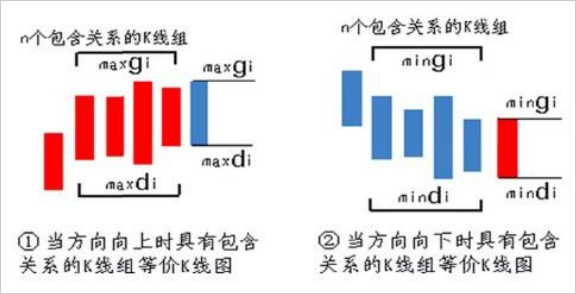 n个包含关系的K线组
maxgi
maxgi
maxdi
maxdi
① 当方向向上时具有包含
关系的K线组等价K线图
n个包含关系的K线组
mingi
mingi
mindi
mindi
② 当方向向下时具有包含
关系的K线组等价K线图